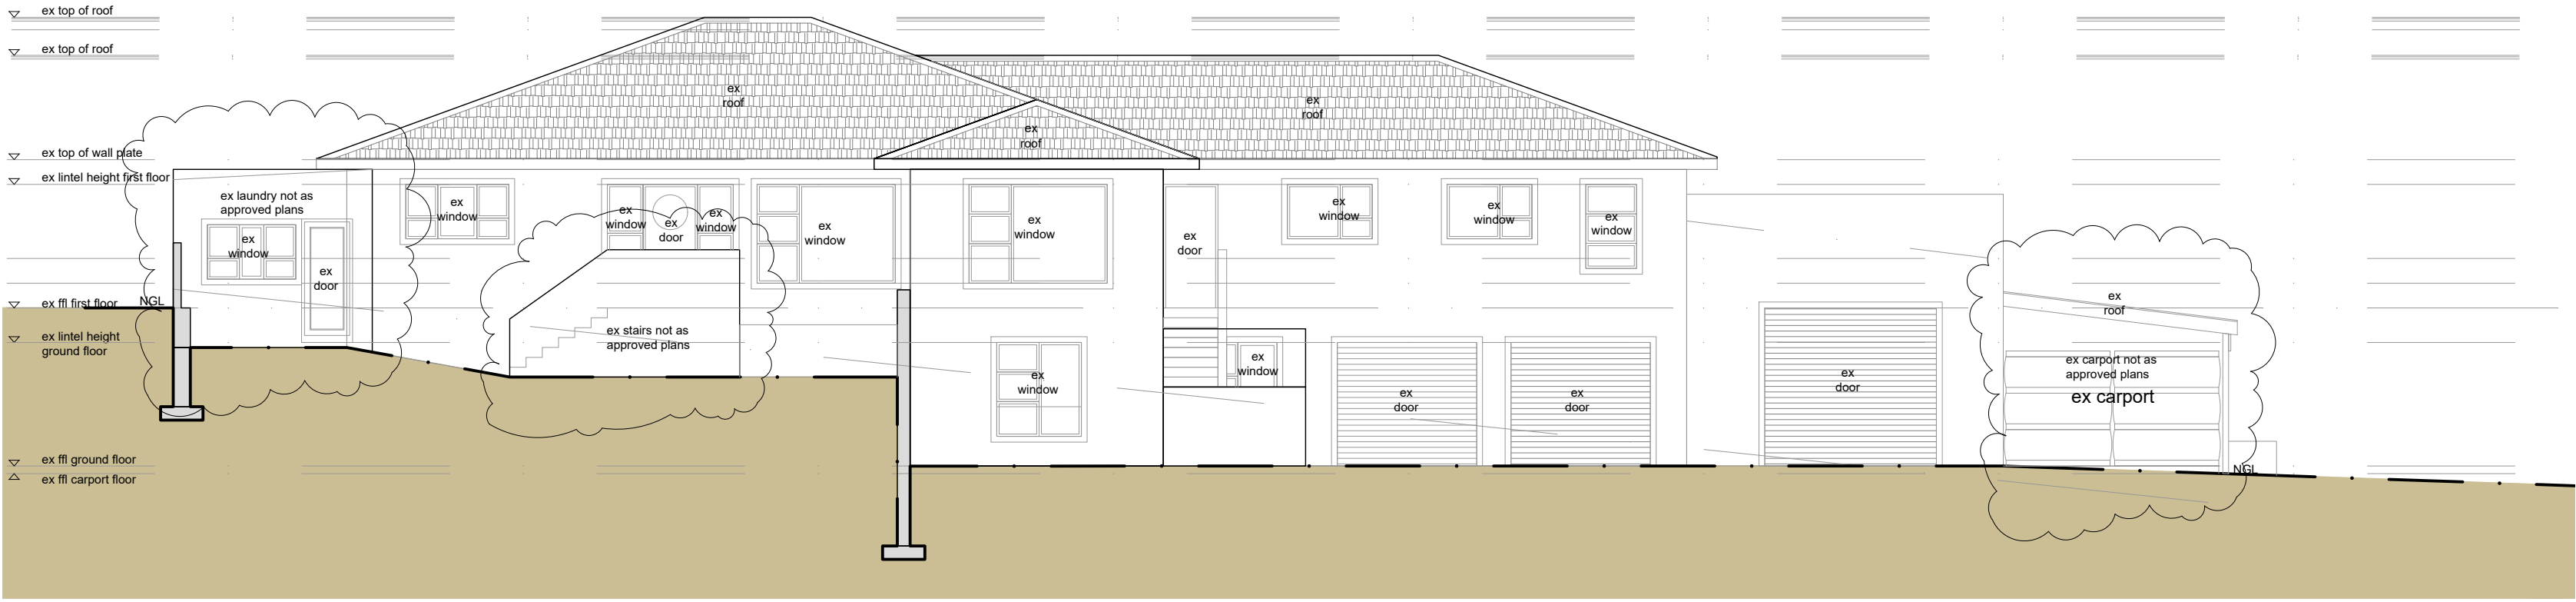 ex top of roof
ex top of roof
ex
roof
ex
roof
ex
roof
ex top of wall plate
ex lintel height first floor
ex laundry not as
approved plans
ex
window
ex
door
ex
window
ex
window
ex
door
ex
window
ex
window
ex
window
ex
door
ex
window
ex
window
ex
window
ex ffl first floor
NGL
ex
roof
ex lintel height
ground floor
ex stairs not as
approved plans
ex
window
ex
window
ex
door
ex
door
ex
door
ex carport not as
approved plans
ex carport
ex ffl ground floor
ex ffl carport floor
NGL